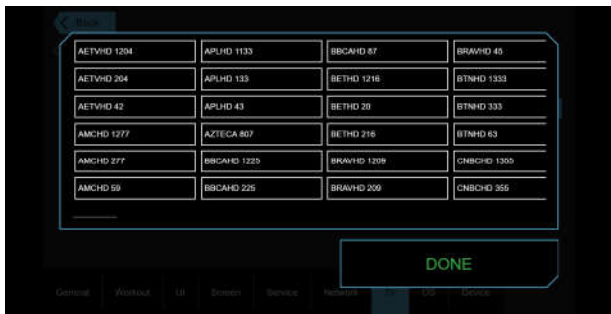 Back
AETVHD 1204 APLHD 1133 BBCAHD 87 BRAVHD 45
AETVHD 204 APLHD 133 BETHD 1216 BTNHD 1333
AETVHD 42 APLHD 43 BETHD 20 BTNHD 333
AMCHD 1277 AZTECA 807 BETHD 216 BTNHD 63
AMCHD 277 BBCAHD 1225 BRAVHD 1209 CNBCHD 1355
AMCHD 59 BBCAHD 225 BRAVHD 209 CNBCHD 355
DONE
General Workout UI Screen Service Network TV OS Device